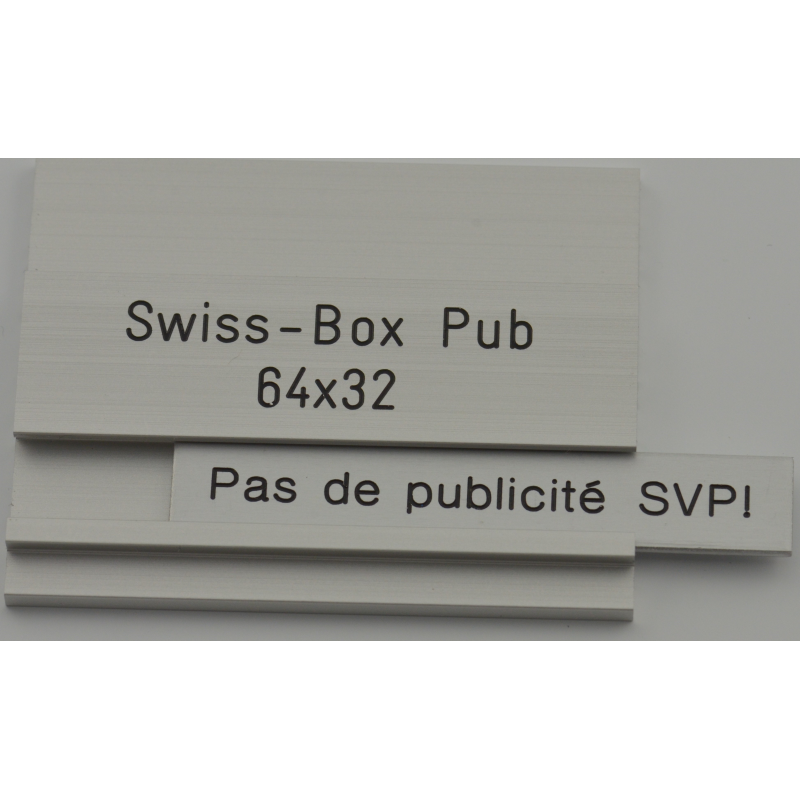 Swiss-Box Pub
64x32
Pas de publicité SVP!